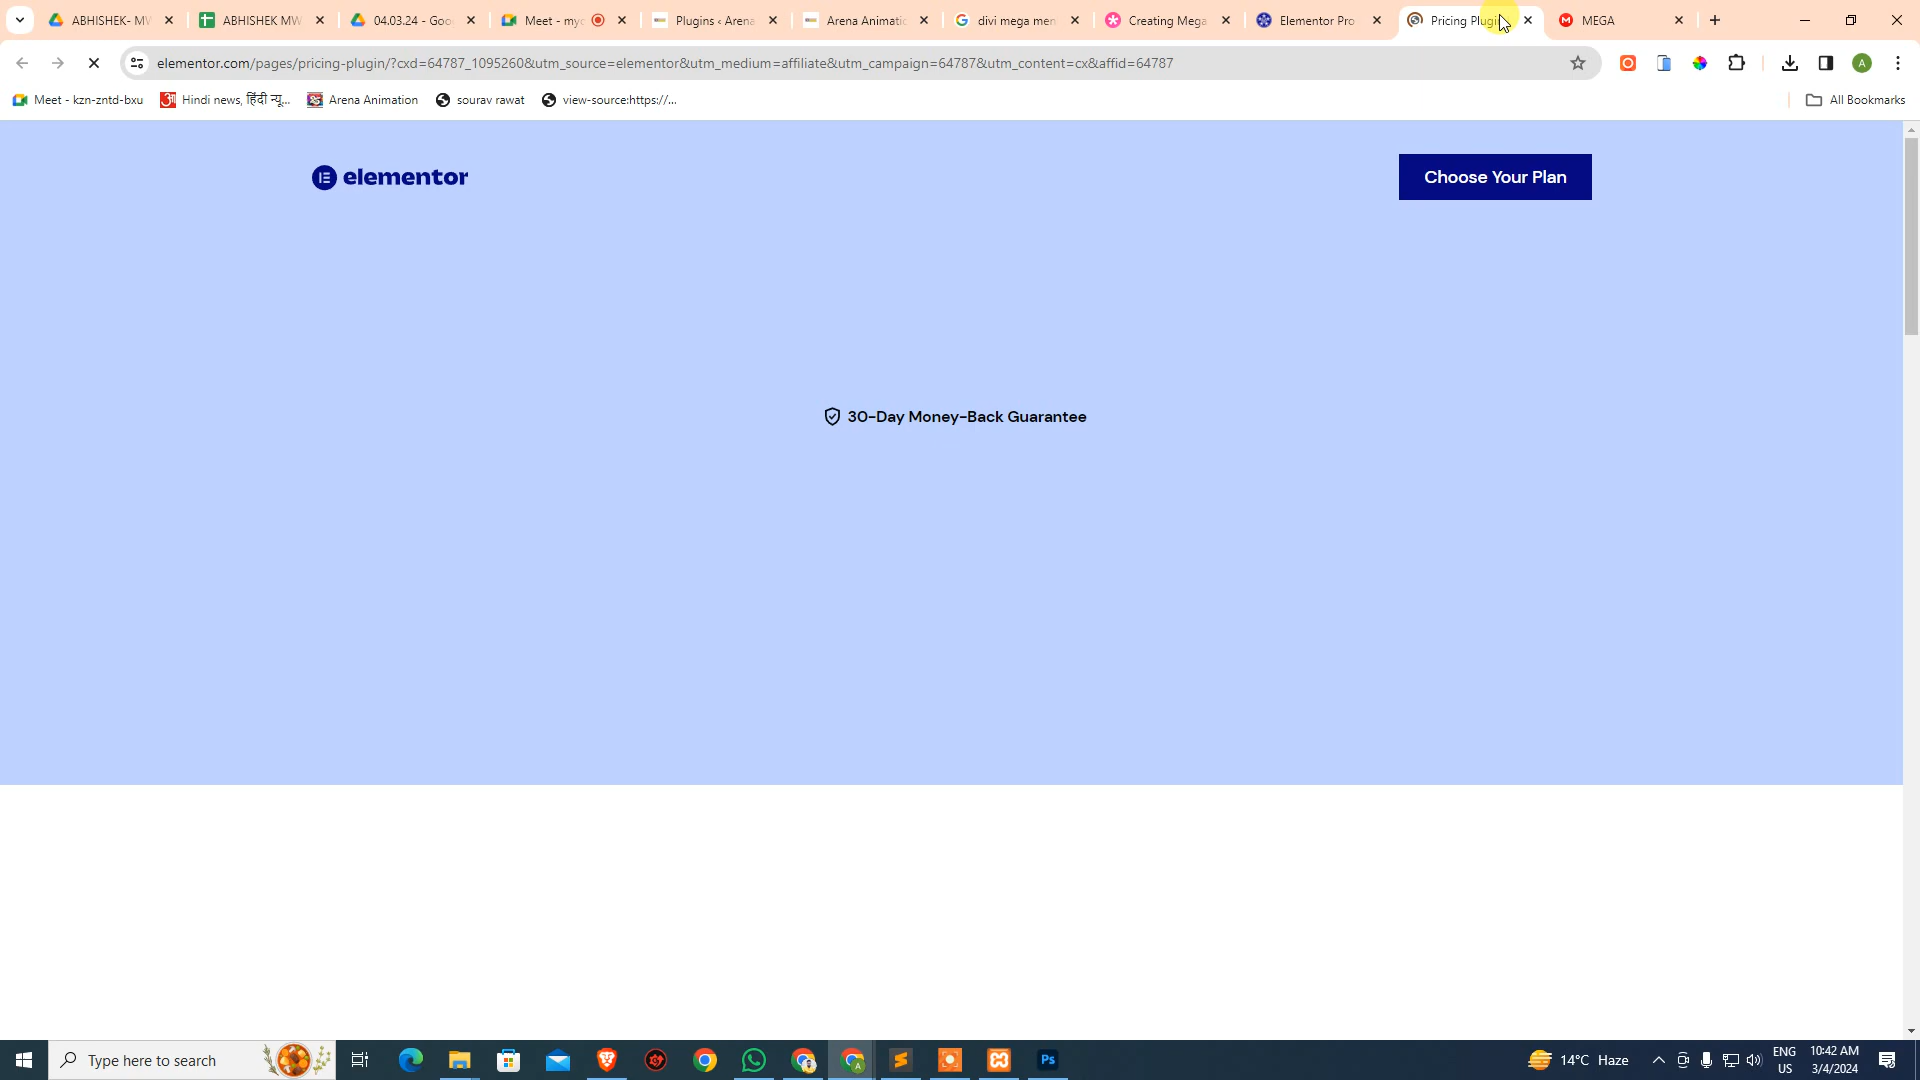 ABHISHEK- MW
ABHISHEK MW
04.03.24 - Goo
Meet - myc
Plugins ‹ Arena
Arena Animatic
divi mega men
Creating Mega
Elementor Pro
Pricing Plugin
MEGA
elementor.com/pages/pricing-plugin/?cxd=64787_1095260&utm_source=elementor&utm_medium=affiliate&utm_campaign=64787&utm_content=cx&affid=64787
A
Meet - kzn-zntd-bxu
Hindi news, हिंदी न्यू...
Arena Animation
sourav rawat
view-source:https://...
All Bookmarks
elementor
Choose Your Plan
30-Day Money-Back Guarantee
Type here to search
Ps
14°C Haze
ENG
US
10:42 AM
3/4/2024